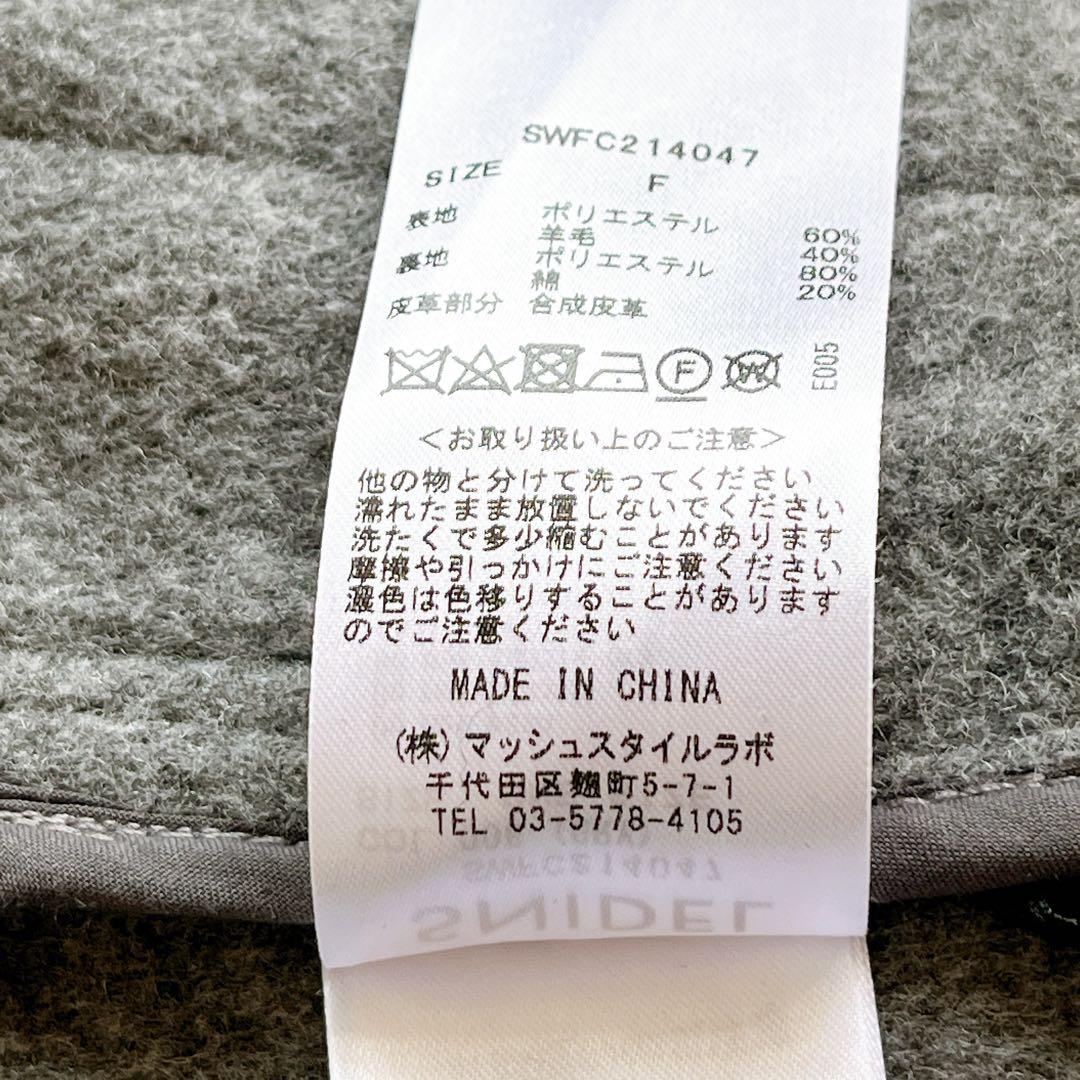 SWFC214047
SIZE F
表地 ポリエステル 60%
羊毛 40%
裏地 ポリエステル 80%
綿 20%
皮革部分 合成皮革
F W E005
<お取り扱い上のご注意>
他の物と分けて洗ってください
濡れたまま放置しないでください
洗たくで多少縮むことがあります
摩擦や引っかけにご注意ください
濃色は色移りすることがあります
のでご注意ください
MADE IN CHINA
(株)マッシュスタイルラボ
千代田区麹町5-7-1
TEL 03-5778-4105
SWFC214047
SNIDEL